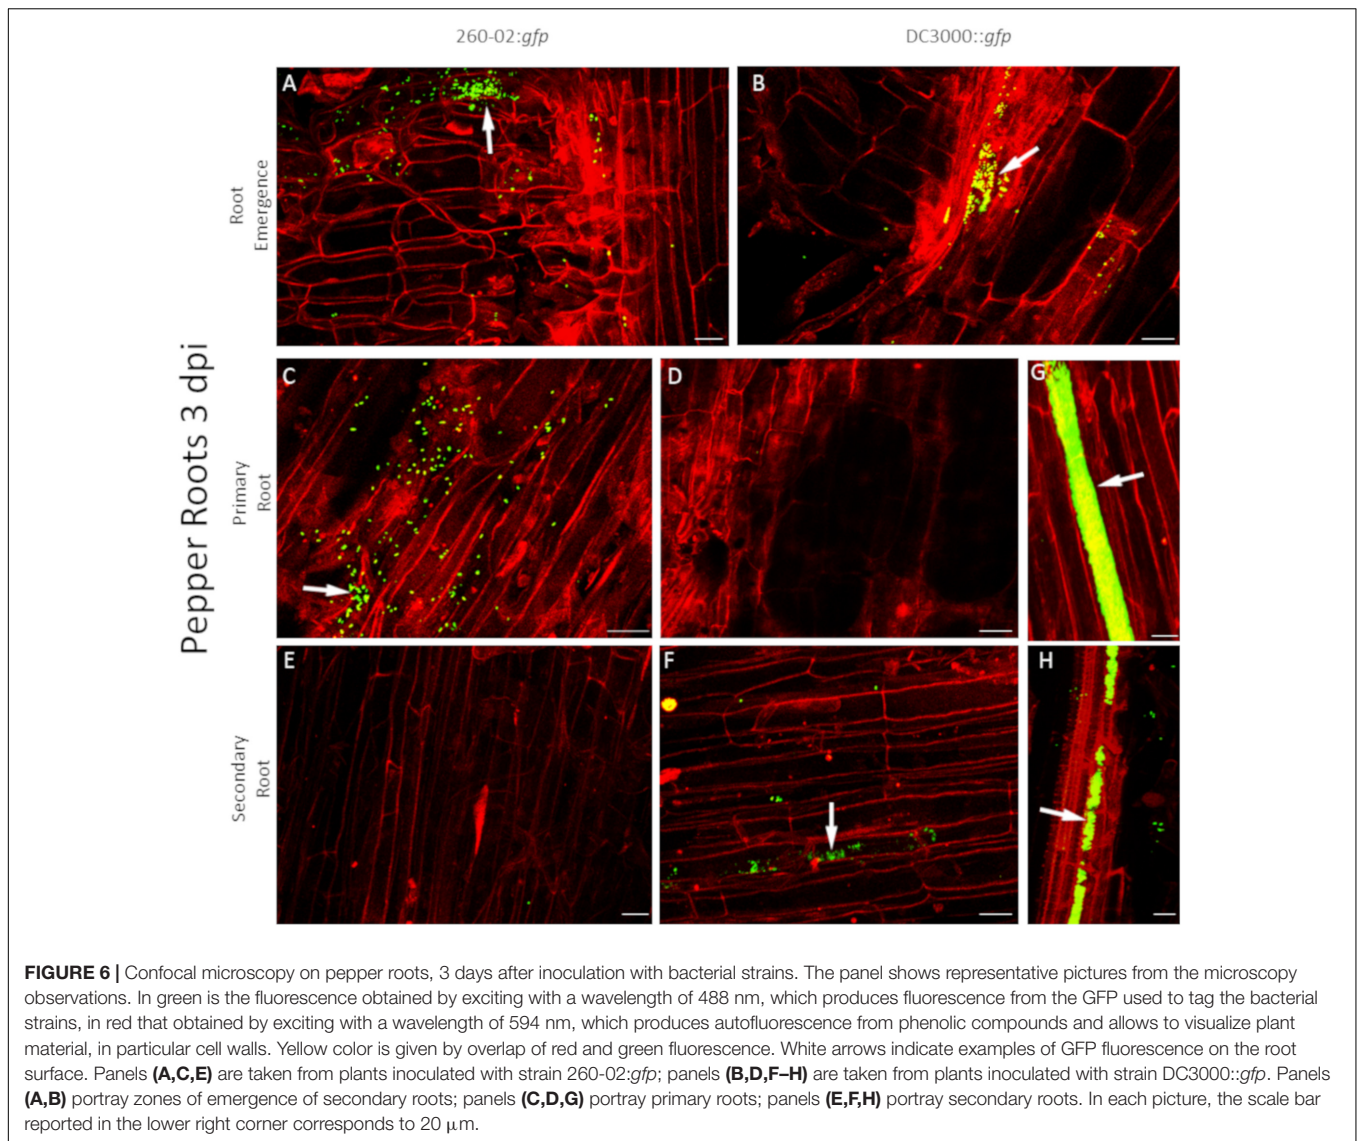 260-02:gfp
DC3000::gfp
Pepper Roots 3 dpi
Root
Emergence
A
B
Primary
Root
C
D
G
Secondary
Root
E
F
H
FIGURE 6 | Confocal microscopy on pepper roots, 3 days after inoculation with bacterial strains. The panel shows representative pictures from the microscopy
observations. In green is the fluorescence obtained by exciting with a wavelength of 488 nm, which produces fluorescence from the GFP used to tag the bacterial
strains, in red that obtained by exciting with a wavelength of 594 nm, which produces autofluorescence from phenolic compounds and allows to visualize plant
material, in particular cell walls. Yellow color is given by overlap of red and green fluorescence. White arrows indicate examples of GFP fluorescence on the root
surface. Panels (A,C,E) are taken from plants inoculated with strain 260-02:gfp; panels (B,D,F–H) are taken from plants inoculated with strain DC3000::gfp. Panels
(A,B) portray zones of emergence of secondary roots; panels (C,D,G) portray primary roots; panels (E,F,H) portray secondary roots. In each picture, the scale bar
reported in the lower right corner corresponds to 20 μm.